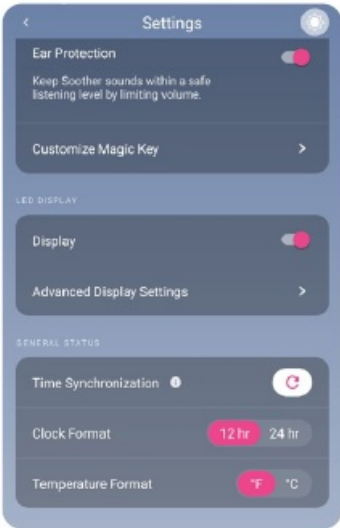 Settings
Ear Protection
Keep Soother sounds within a safe
listening level by limiting volume.
Customize Magic Key
LED DISPLAY
Display
Advanced Display Settings
GENERAL STATUS
Time Synchronization
Clock Format 12 hr 24 hr
Temperature Format °F °C